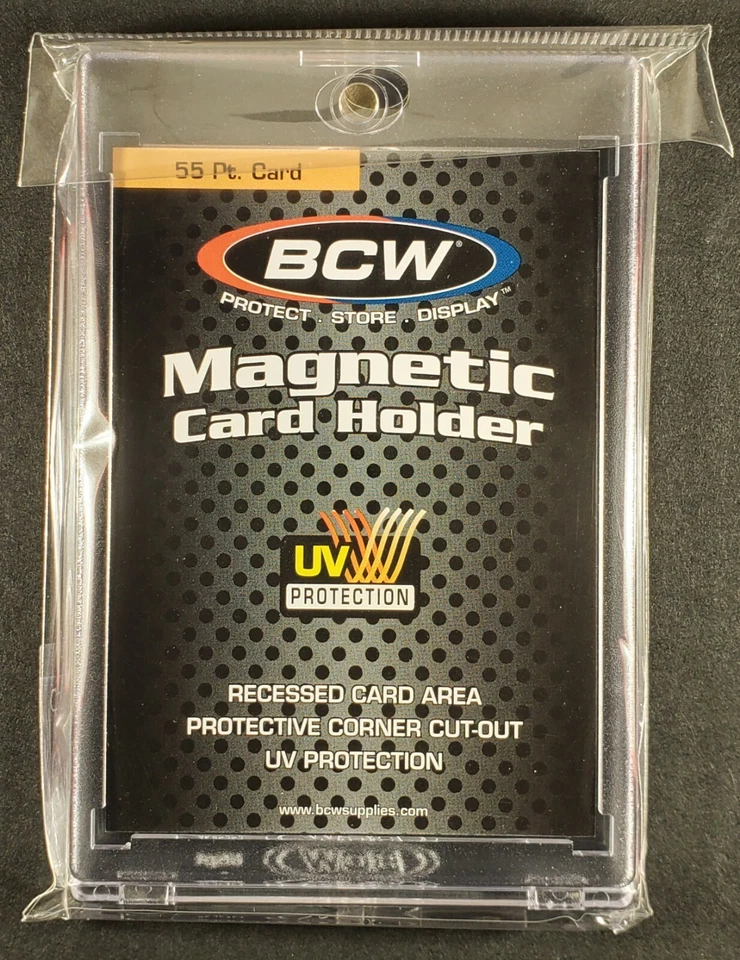 55 Pt. Card
BCW®
PROTECT . STORE . DISPLAY™
Magnetic
Card Holder
UV
PROTECTION
RECESSED CARD AREA
PROTECTIVE CORNER CUT-OUT
UV PROTECTION
www.bcwsupplies.com